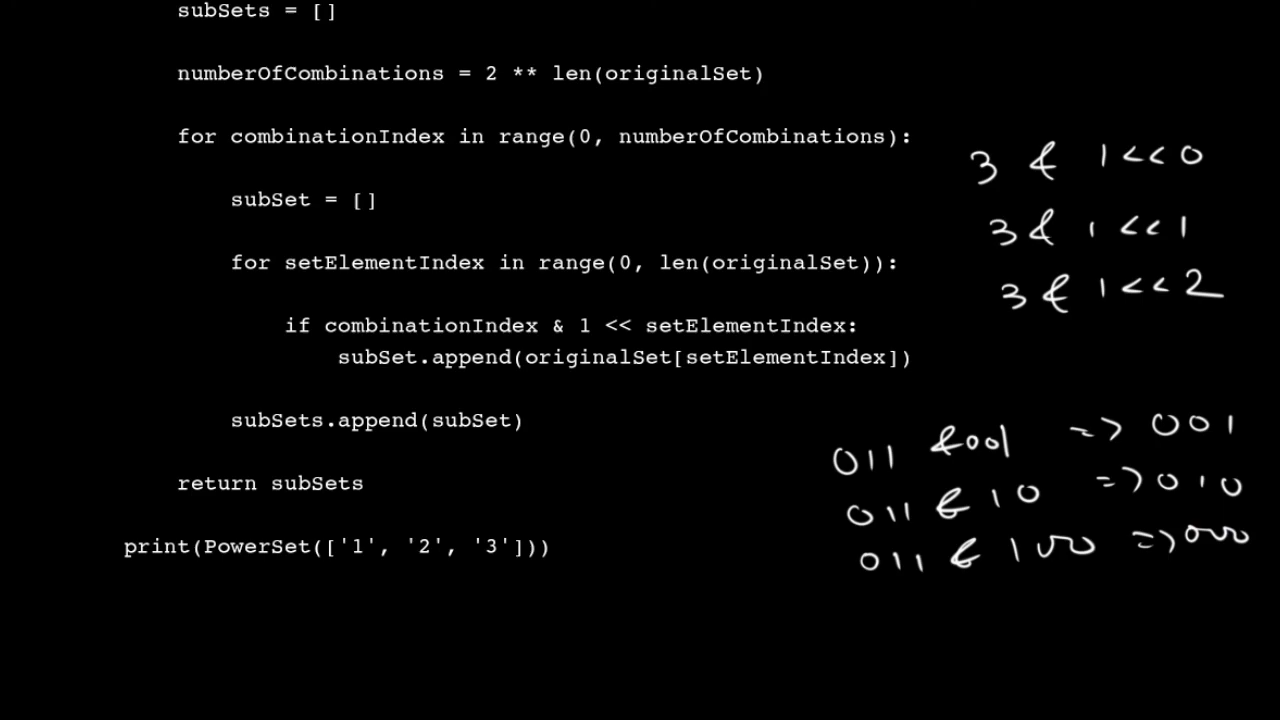 subSets = []
numberOfCombinations = 2 ** len(originalSet)
for combinationIndex in range(0, numberOfCombinations):
subSet = []
for setElementIndex in range(0, len(originalSet)):
if combinationIndex & 1 << setElementIndex:
subSet.append(originalSet[setElementIndex])
subSets.append(subSet)
return subSets
print(PowerSet(['1', '2', '3']))
3 & 1 << 0
3 & 1 << 1
3 & 1 << 2
011 & 001 => 001
011 & 10 => 010
011 & 100 => 000